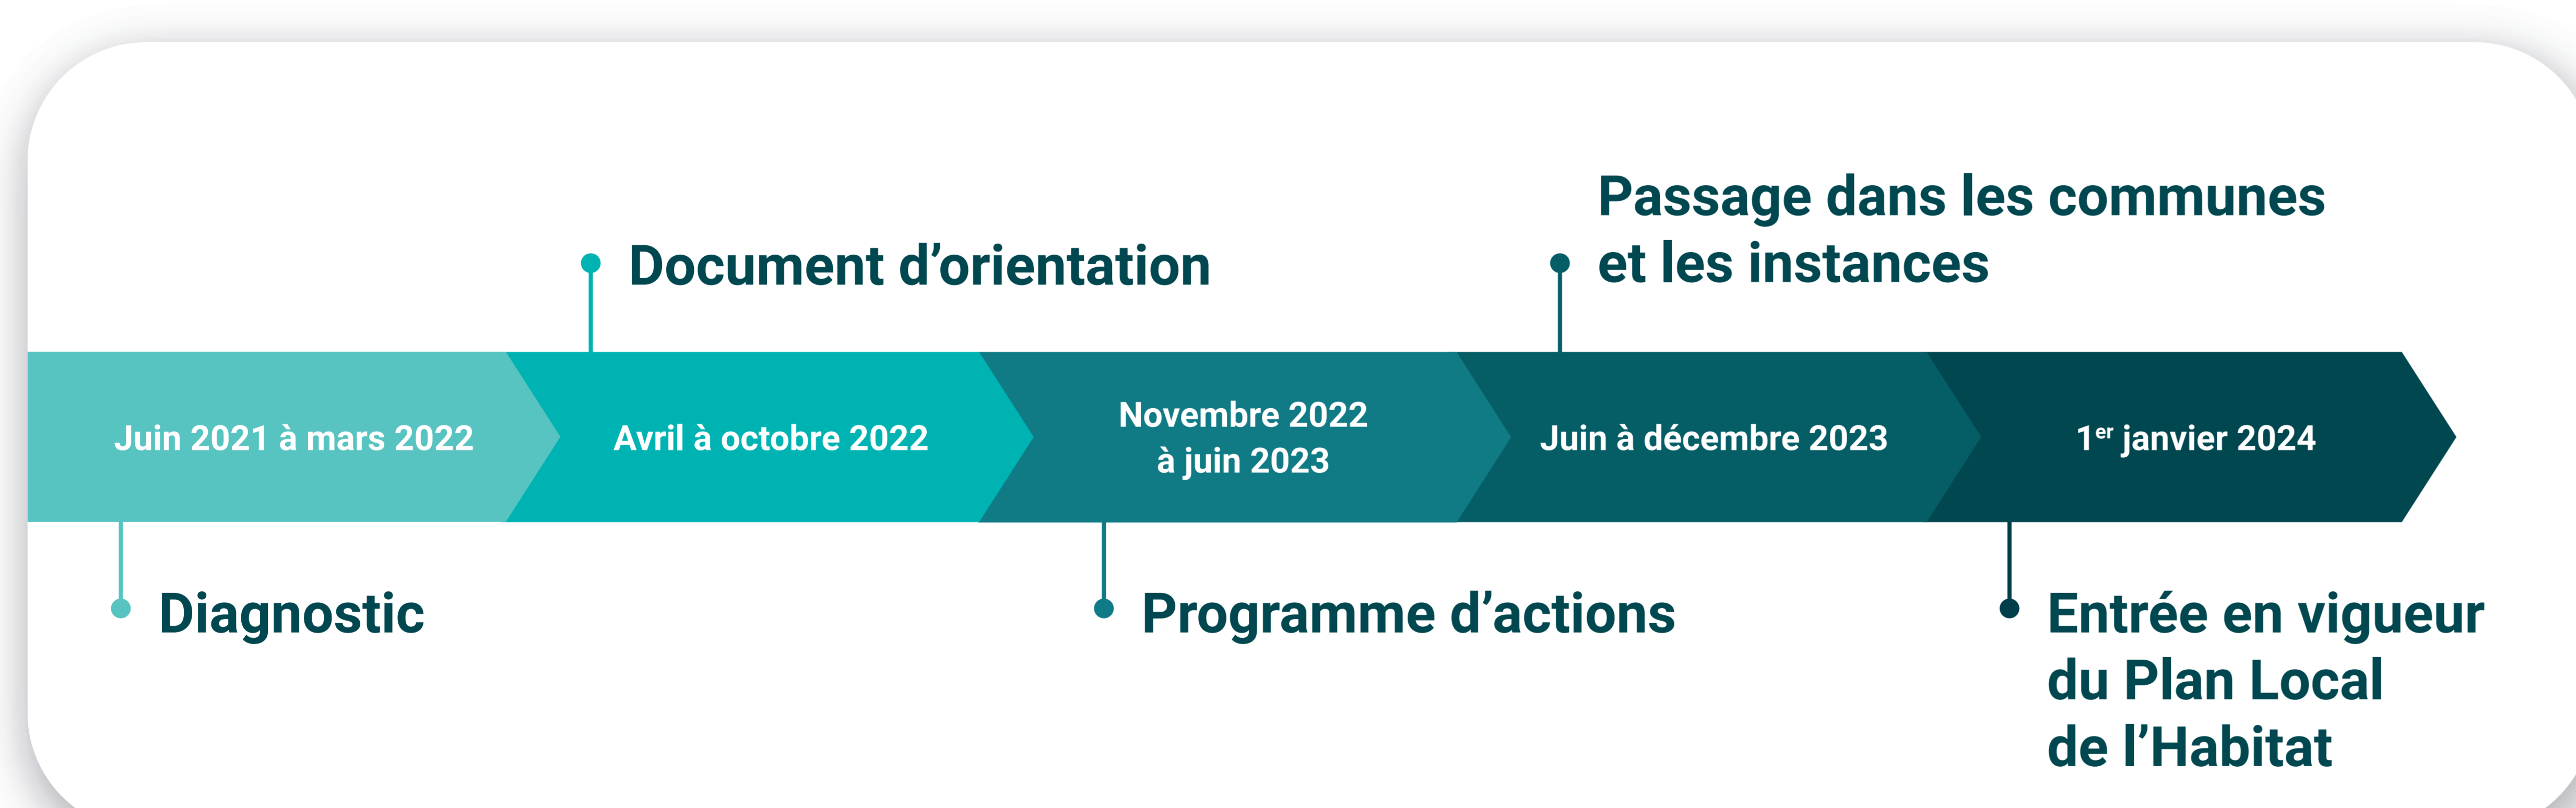 Passage dans les communes
et les instances
Document d’orientation
Juin 2021 à mars 2022
Avril à octobre 2022
Novembre 2022
à juin 2023
Juin à décembre 2023
1er janvier 2024
Diagnostic
Programme d’actions
Entrée en vigueur
du Plan Local
de l’Habitat